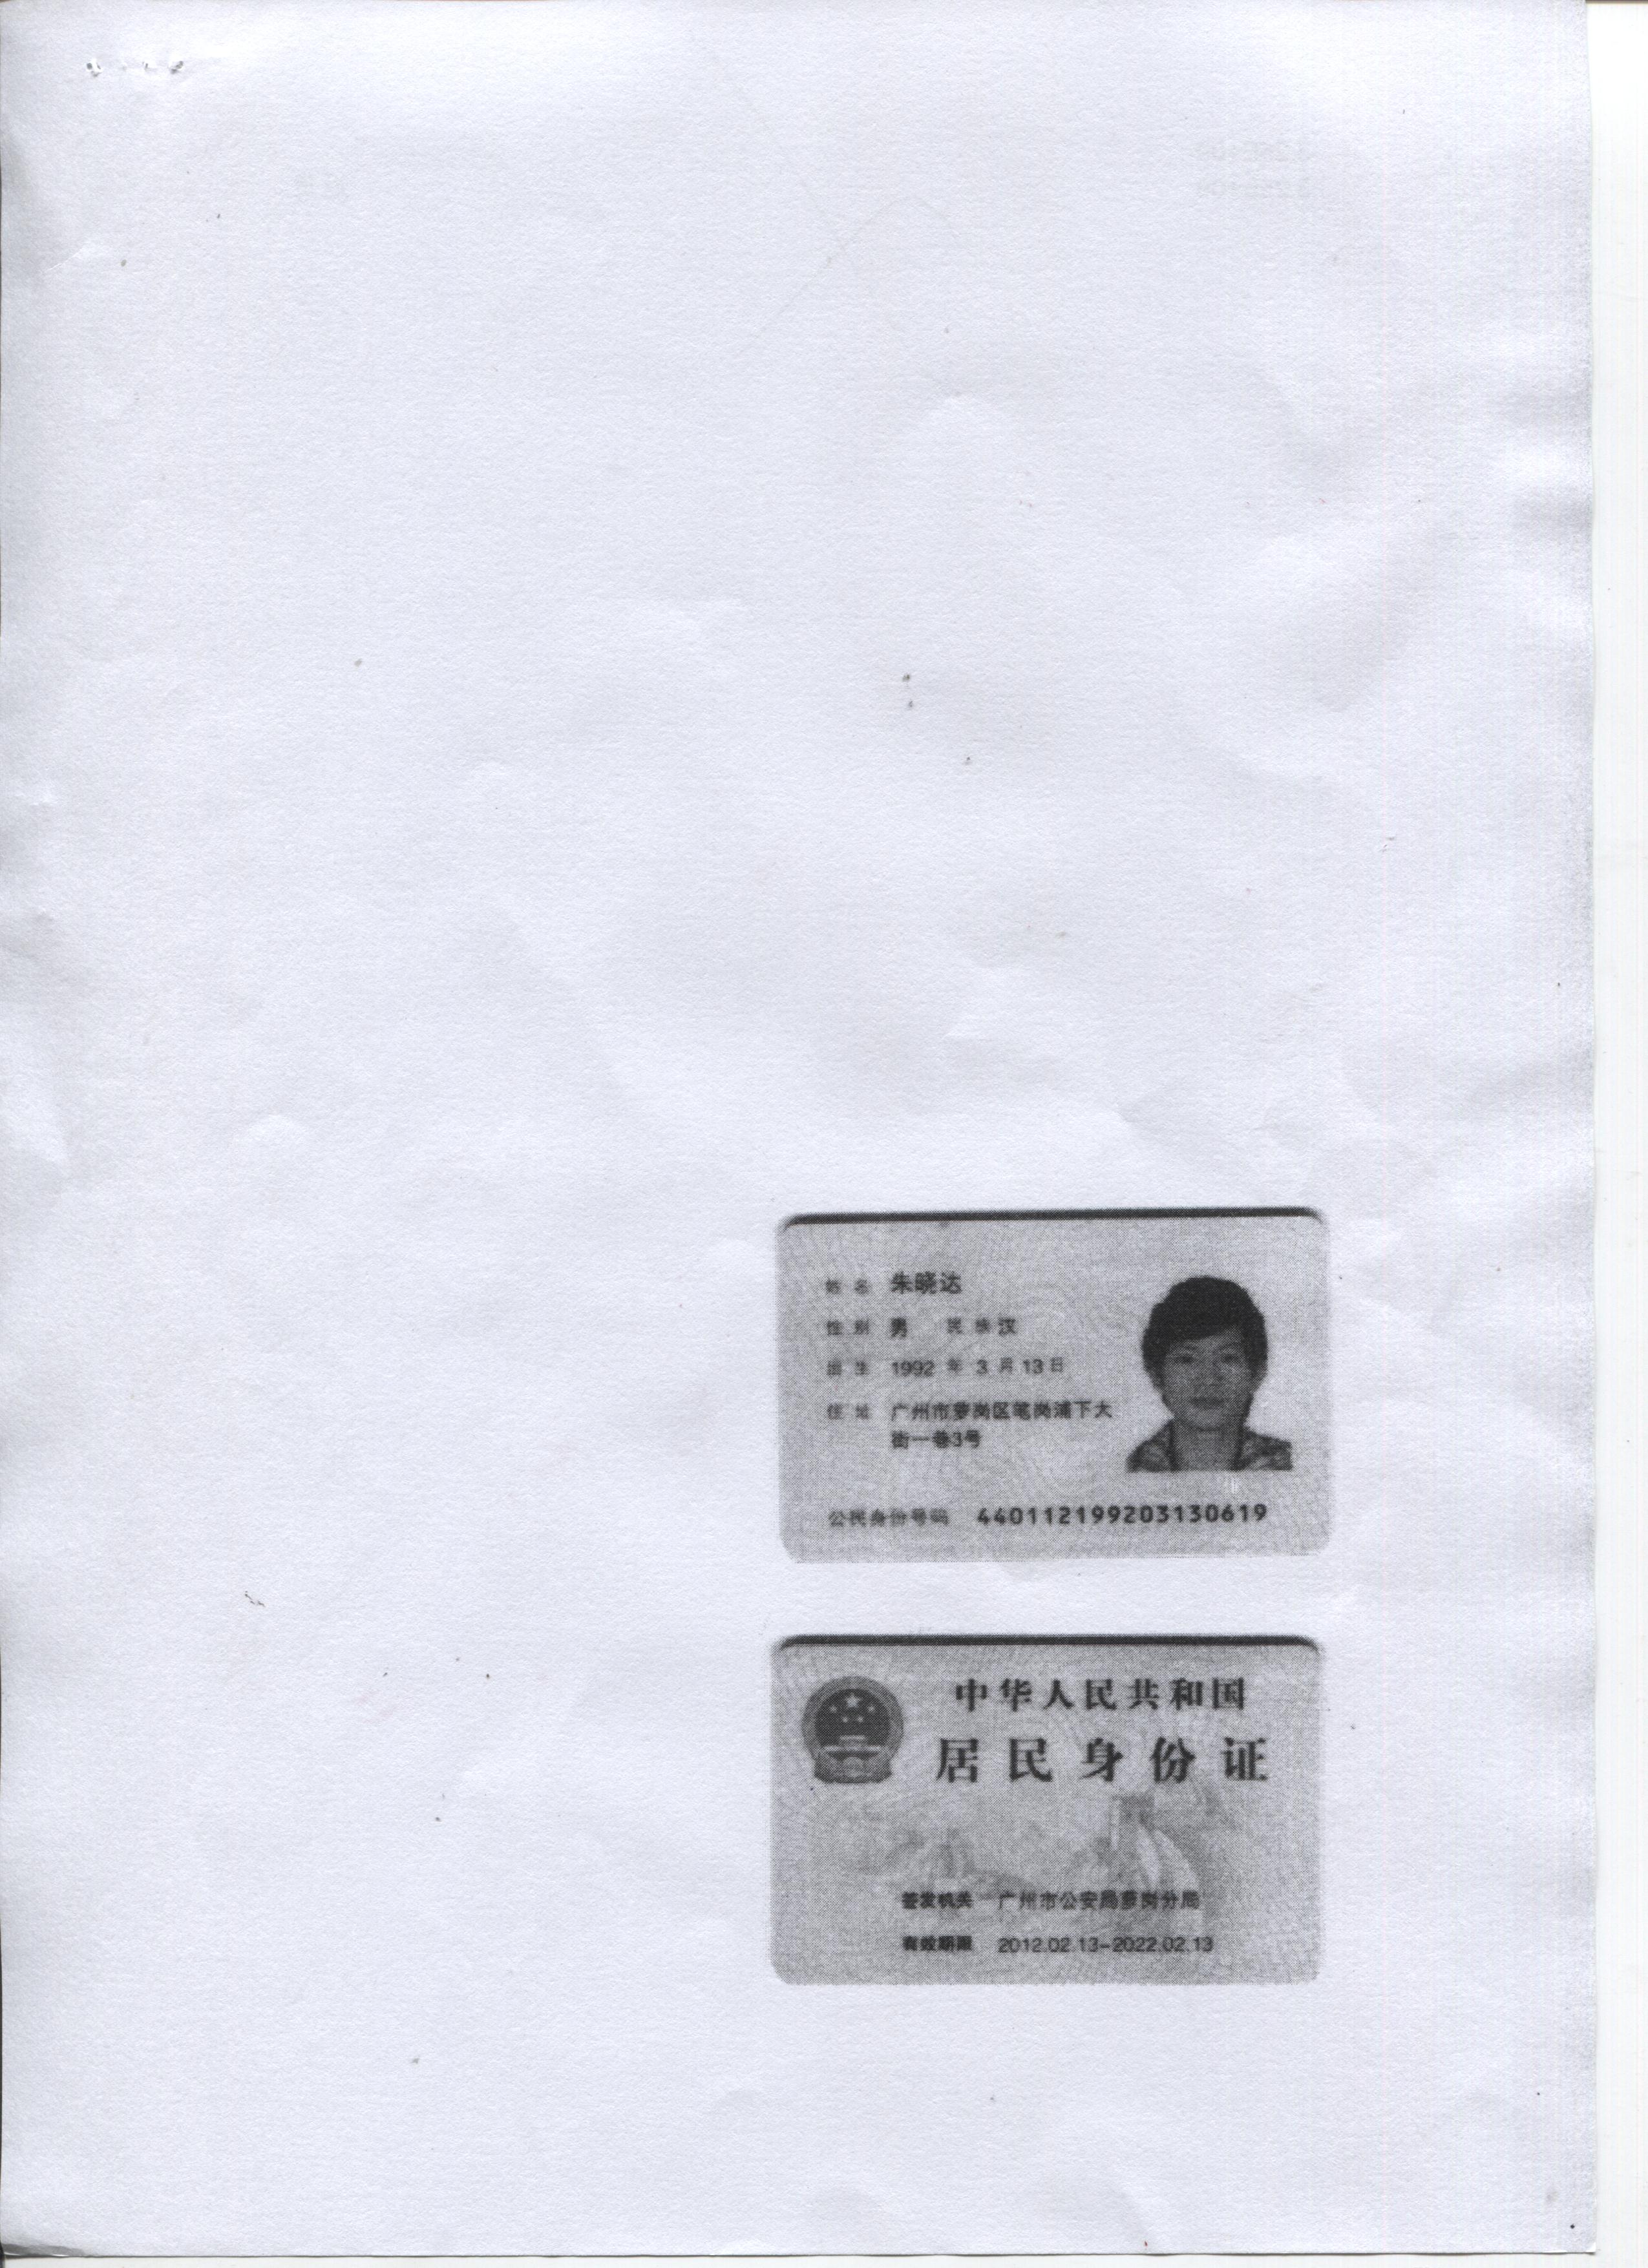 姓名 朱晓达
性别 男 民族 汉
出生 1992 年 3 月 13 日
住址 广州市萝岗区笔岗浦下大
街一巷3号
公民身份号码 440112199203130619
中华人民共和国
居民身份证
签发机关 广州市公安局萝岗分局
有效期限 2012.02.13-2022.02.13